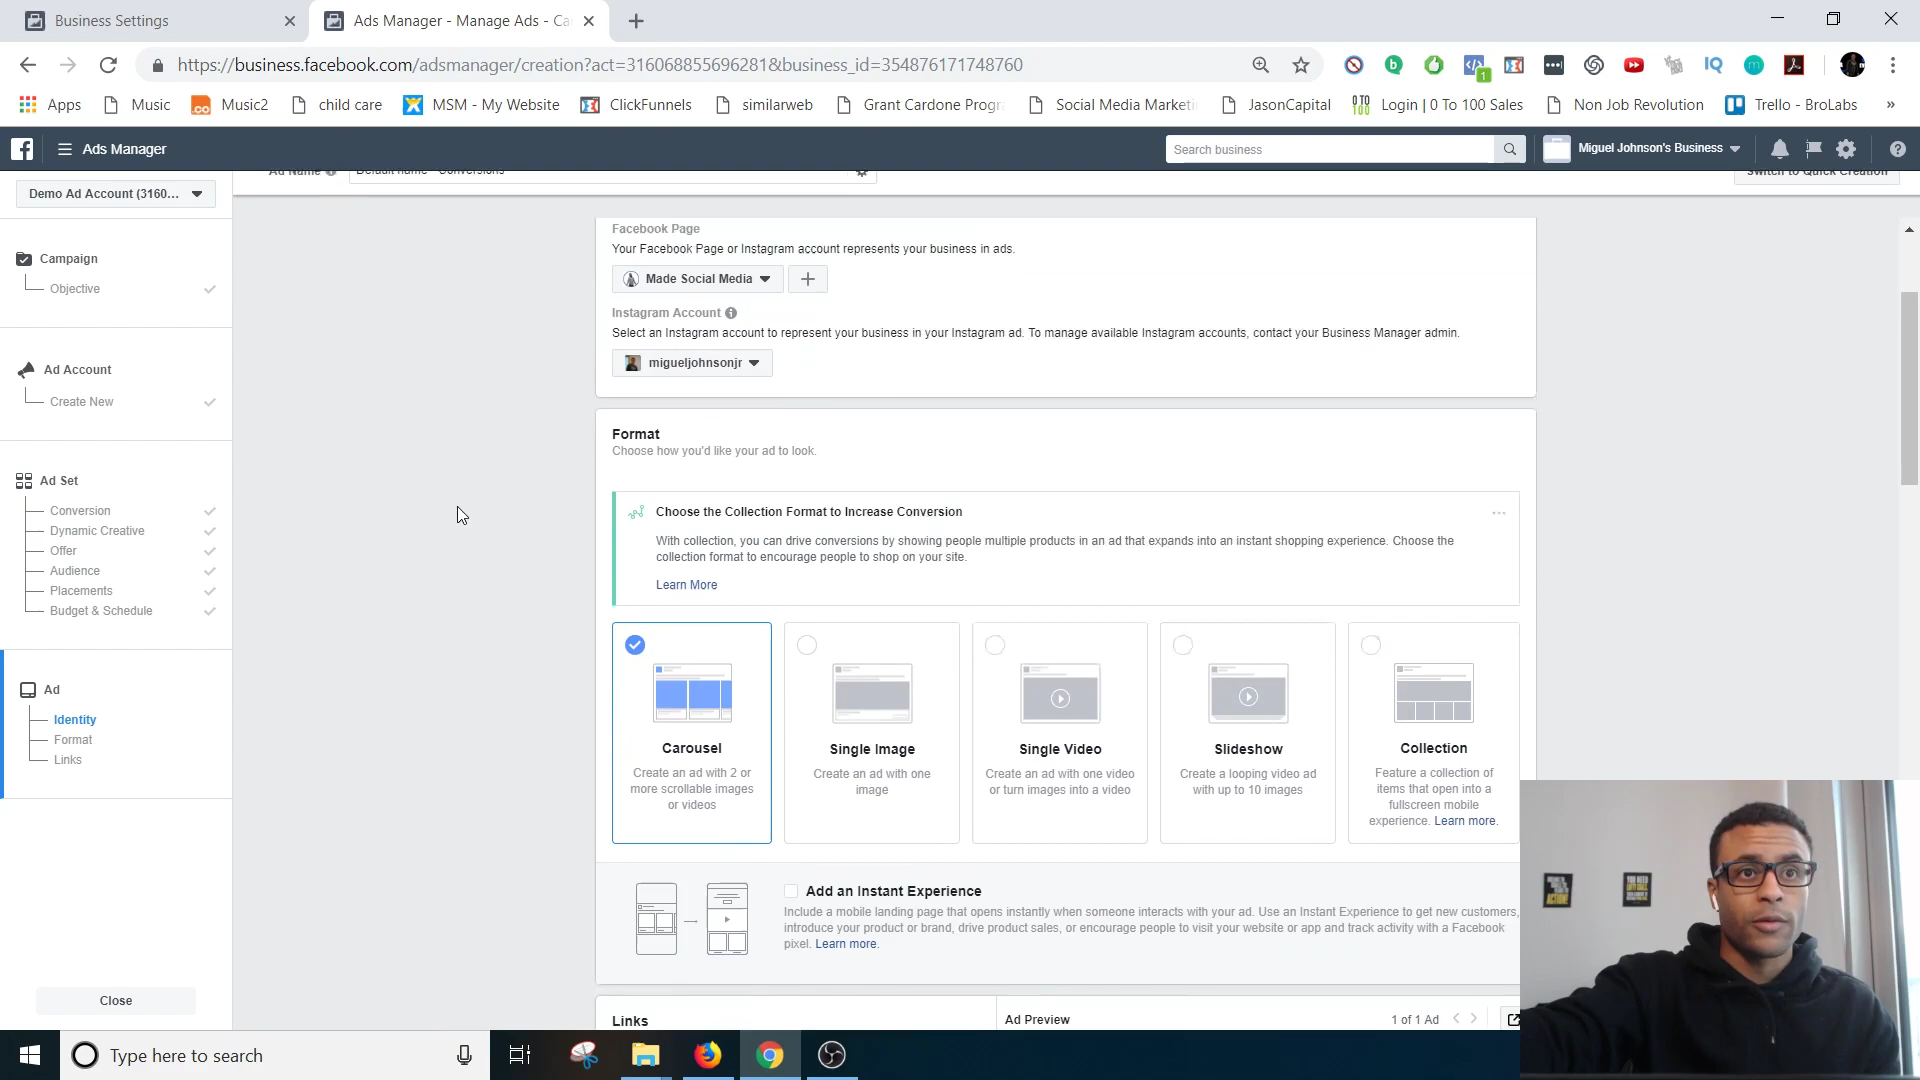 Business Settings
Ads Manager - Manage Ads - Ca
https://business.facebook.com/adsmanager/creation?act=316068855696281&business_id=354876171748760
Apps
Music
Music2
child care
MSM - My Website
ClickFunnels
similarweb
Grant Cardone Progra
Social Media Marketi
JasonCapital
Login | 0 To 100 Sales
Non Job Revolution
Trello - BroLabs
»
Ads Manager
Search business
Miguel Johnson's Business
Demo Ad Account (3160...
Ad Name
Default name - Conversions
Switch to Quick Creation
Campaign
Objective
Ad Account
Create New
Ad Set
Conversion
Dynamic Creative
Offer
Audience
Placements
Budget & Schedule
Ad
Identity
Format
Links
Close
Facebook Page
Your Facebook Page or Instagram account represents your business in ads.
Made Social Media
Instagram Account
Select an Instagram account to represent your business in your Instagram ad. To manage available Instagram accounts, contact your Business Manager admin.
migueljohnsonjr
Format
Choose how you'd like your ad to look.
Choose the Collection Format to Increase Conversion
With collection, you can drive conversions by showing people multiple products in an ad that expands into an instant shopping experience. Choose the
collection format to encourage people to shop on your site.
Learn More
Carousel
Create an ad with 2 or
more scrollable images
or videos
Single Image
Create an ad with one
image
Single Video
Create an ad with one video
or turn images into a video
Slideshow
Create a looping video ad
with up to 10 images
Collection
Feature a collection of
items that open into a
fullscreen mobile
experience. Learn more.
Add an Instant Experience
Include a mobile landing page that opens instantly when someone interacts with your ad. Use an Instant Experience to get new customers,
introduce your product or brand, drive product sales, or encourage people to visit your website or app and track activity with a Facebook
pixel. Learn more.
Links
Ad Preview
1 of 1 Ad
Type here to search